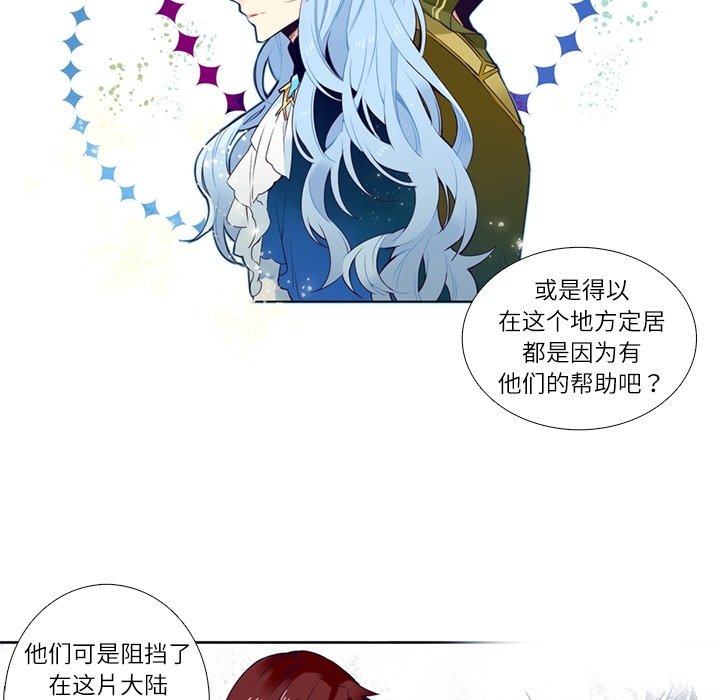 或是得以
在这个地方定居
都是因为有
他们的帮助吧？
他们可是阻挡了
在这片大陆